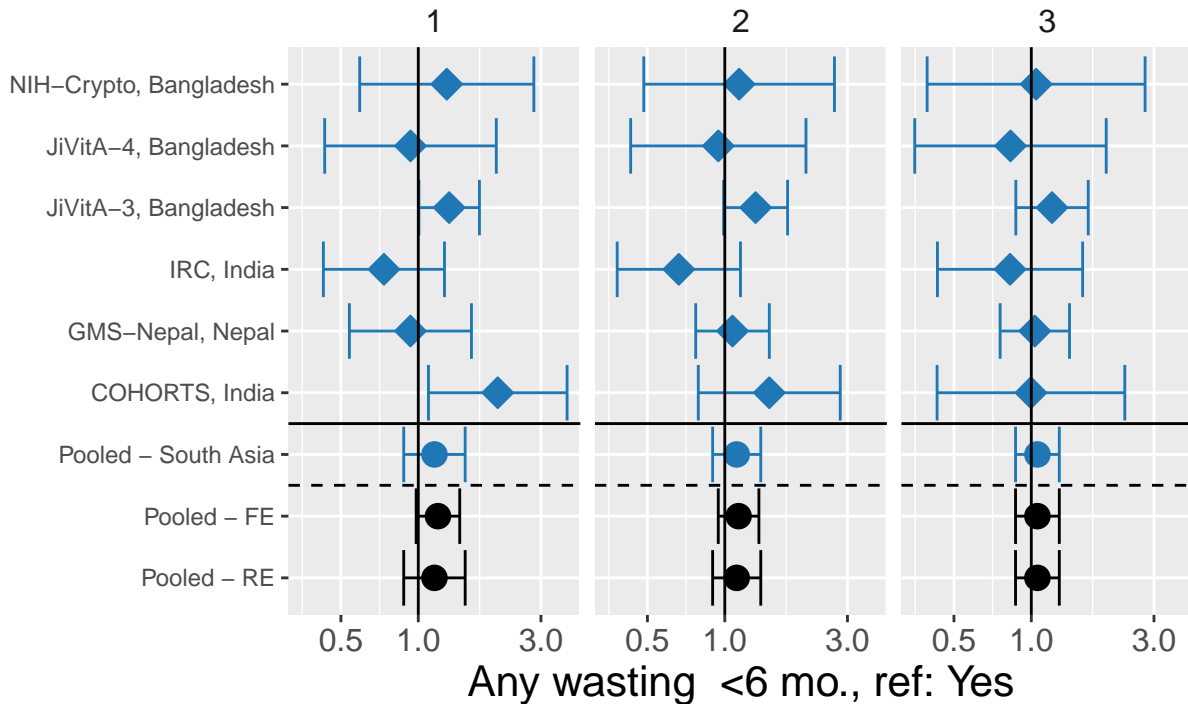 1 2 3
NIH−Crypto, Bangladesh
JiVitA−4, Bangladesh
JiVitA−3, Bangladesh
IRC, India
GMS−Nepal, Nepal
COHORTS, India
Pooled − South Asia
Pooled − FE
Pooled − RE
0.5 1.0 3.0 0.5 1.0 3.0 0.5 1.0 3.0
Any wasting <6 mo., ref: Yes